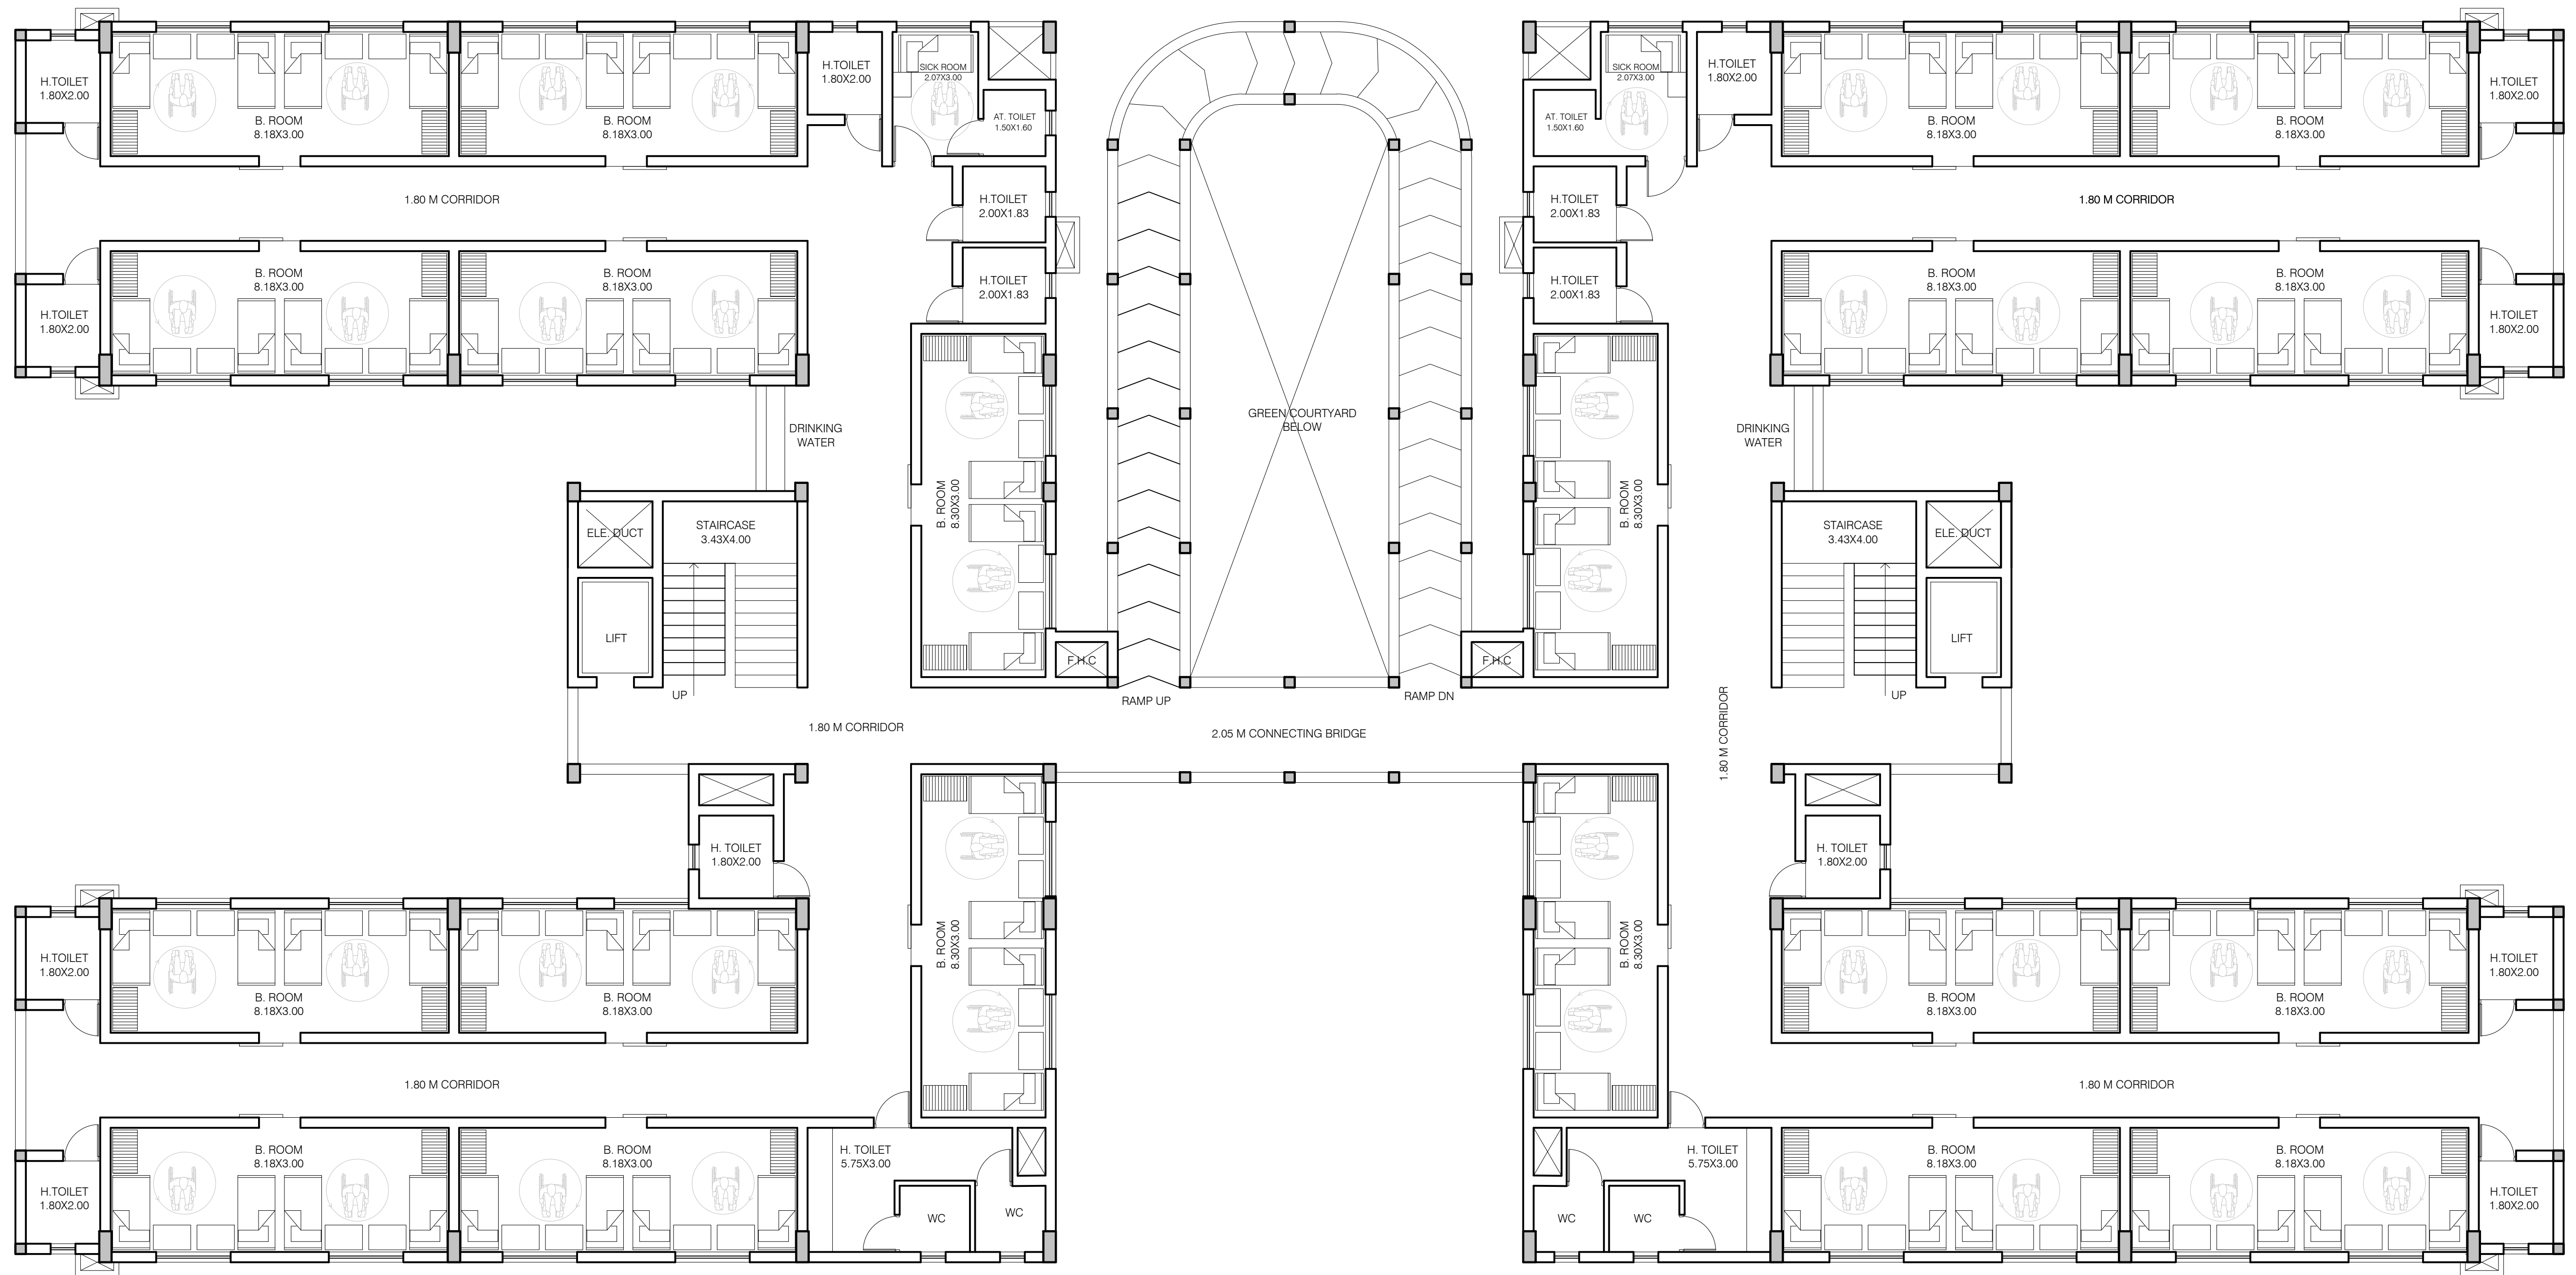 H.TOILET
1.80X2.00
B. ROOM
8.18X3.00
B. ROOM
8.18X3.00
H.TOILET
1.80X2.00
SICK ROOM
2.07X3.00
AT. TOILET
1.50X1.60
SICK ROOM
2.07X3.00
AT. TOILET
1.50X1.60
H.TOILET
1.80X2.00
B. ROOM
8.18X3.00
B. ROOM
8.18X3.00
H.TOILET
1.80X2.00
1.80 M CORRIDOR
H.TOILET
2.00X1.83
H.TOILET
2.00X1.83
1.80 M CORRIDOR
H.TOILET
1.80X2.00
B. ROOM
8.18X3.00
B. ROOM
8.18X3.00
H.TOILET
2.00X1.83
H.TOILET
2.00X1.83
B. ROOM
8.18X3.00
B. ROOM
8.18X3.00
H.TOILET
1.80X2.00
DRINKING
WATER
GREEN COURTYARD
BELOW
DRINKING
WATER
ELE. DUCT
STAIRCASE
3.43X4.00
B. ROOM
8.30X3.00
B. ROOM
8.30X3.00
STAIRCASE
3.43X4.00
ELE. DUCT
LIFT
F.H.C
F.H.C
LIFT
UP
RAMP UP
RAMP DN
UP
1.80 M CORRIDOR
2.05 M CONNECTING BRIDGE
1.80 M CORRIDOR
H. TOILET
1.80X2.00
H. TOILET
1.80X2.00
H.TOILET
1.80X2.00
B. ROOM
8.18X3.00
B. ROOM
8.18X3.00
B. ROOM
8.30X3.00
B. ROOM
8.30X3.00
B. ROOM
8.18X3.00
B. ROOM
8.18X3.00
H.TOILET
1.80X2.00
1.80 M CORRIDOR
1.80 M CORRIDOR
H.TOILET
1.80X2.00
B. ROOM
8.18X3.00
B. ROOM
8.18X3.00
H. TOILET
5.75X3.00
WC
WC
WC
WC
H. TOILET
5.75X3.00
B. ROOM
8.18X3.00
B. ROOM
8.18X3.00
H.TOILET
1.80X2.00